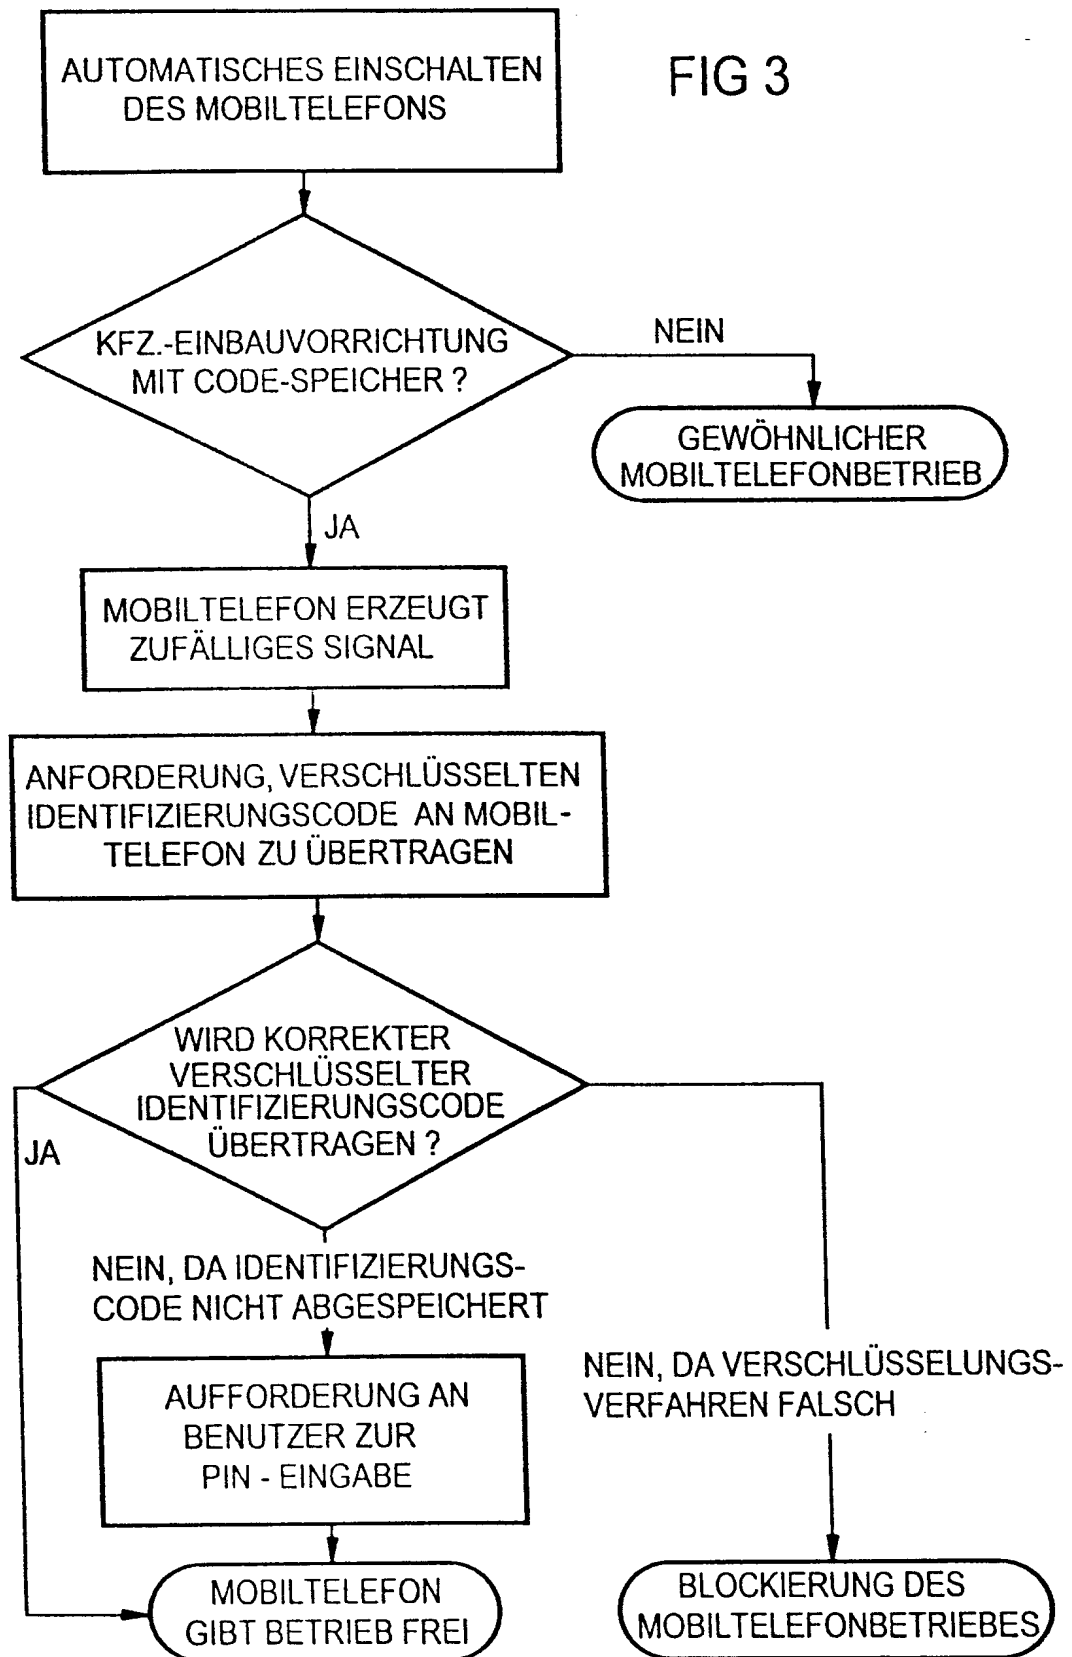 AUTOMATISCHES EINSCHALTEN
DES MOBILTELEFONS
FIG 3
KFZ.-EINBAUVORRICHTUNG
MIT CODE-SPEICHER ?
NEIN
GEWÖHNLICHER
MOBILTELEFONBETRIEB
JA
MOBILTELEFON ERZEUGT
ZUFÄLLIGES SIGNAL
ANFORDERUNG, VERSCHLÜSSELTEN
IDENTIFIZIERUNGSCODE AN MOBIL-
TELEFON ZU ÜBERTRAGEN
WIRD KORREKTER
VERSCHLÜSSELTER
IDENTIFIZIERUNGSCODE
ÜBERTRAGEN ?
JA
NEIN, DA IDENTIFIZIERUNGS-
CODE NICHT ABGESPEICHERT
NEIN, DA VERSCHLÜSSELUNGS-
VERFAHREN FALSCH
AUFFORDERUNG AN
BENUTZER ZUR
PIN - EINGABE
MOBILTELEFON
GIBT BETRIEB FREI
BLOCKIERUNG DES
MOBILTELEFONBETRIEBES